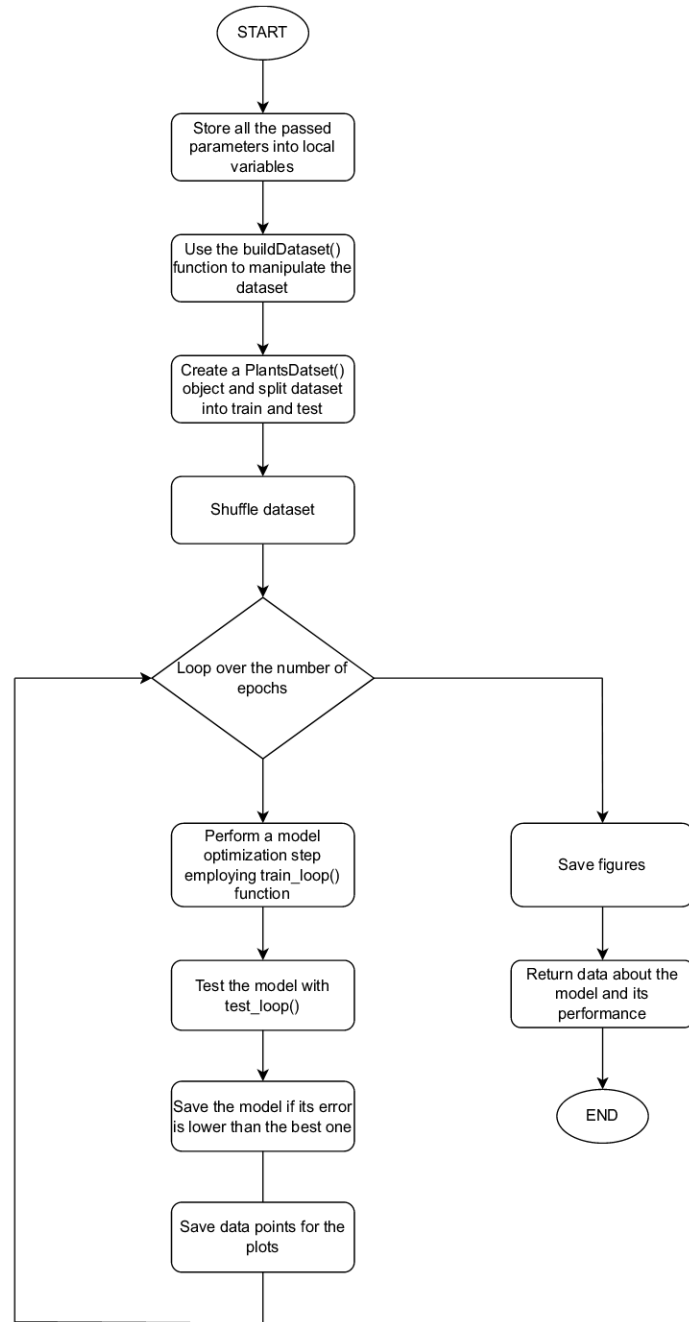 START
Store all the passed
parameters into local
variables
Use the buildDataset()
function to manipulate the
dataset
Create a PlantsDatset()
object and split dataset
into train and test
Shuffle dataset
Loop over the number of
epochs
Perform a model
optimization step
employing train_loop()
function
Test the model with
test_loop()
Save the model if its error
is lower than the best one
Save data points for the
plots
Save figures
Return data about the
model and its
performance
END